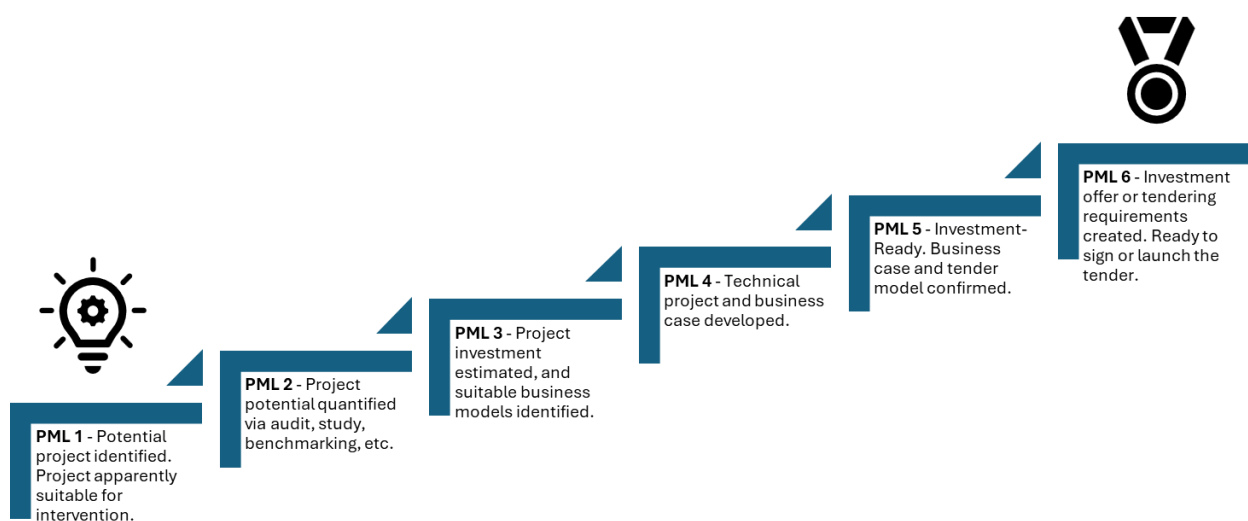 PML 1 - Potential
project identified.
Project apparently
suitable for
intervention.
PML 2 - Project
potential quantified
via audit, study,
benchmarking, etc.
PML 3 - Project
investment
estimated, and
suitable business
models identified.
PML 4 - Technical
project and business
case developed.
PML 5 - Investment-
Ready. Business
case and tender
model confirmed.
PML 6 - Investment
offer or tendering
requirements
created. Ready to
sign or launch the
tender.